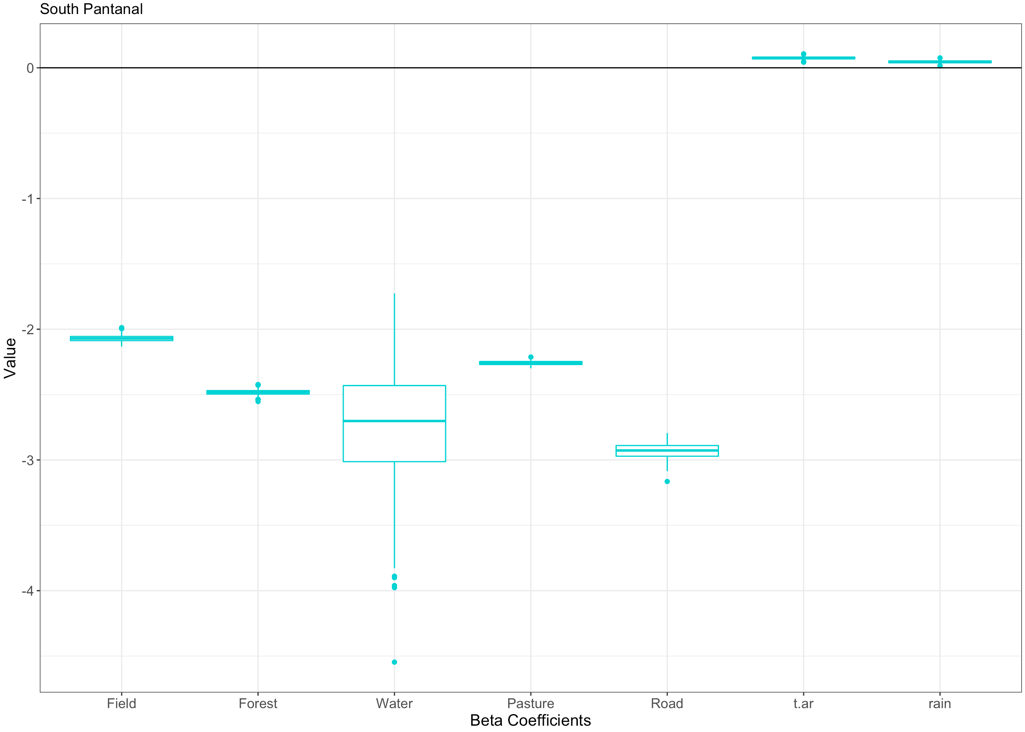 South Pantanal
Value
0
-1
-2
-3
-4
Field Forest Water Pasture Road t.ar rain
Beta Coefficients